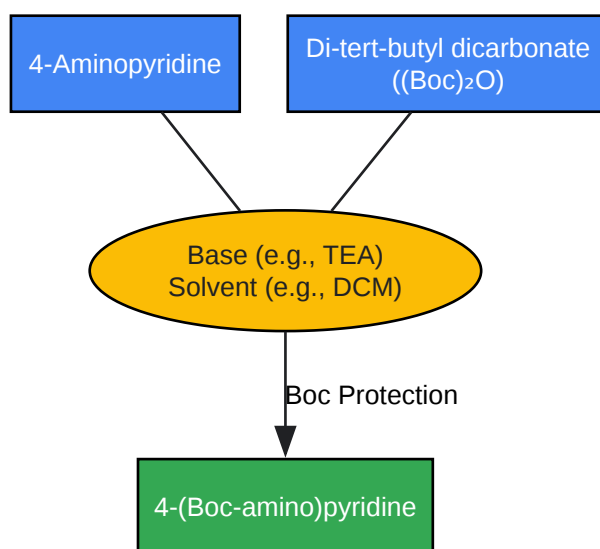 4-Aminopyridine
Di-tert-butyl dicarbonate
((Boc)₂O)
Base (e.g., TEA)
Solvent (e.g., DCM)
Boc Protection
4-(Boc-amino)pyridine